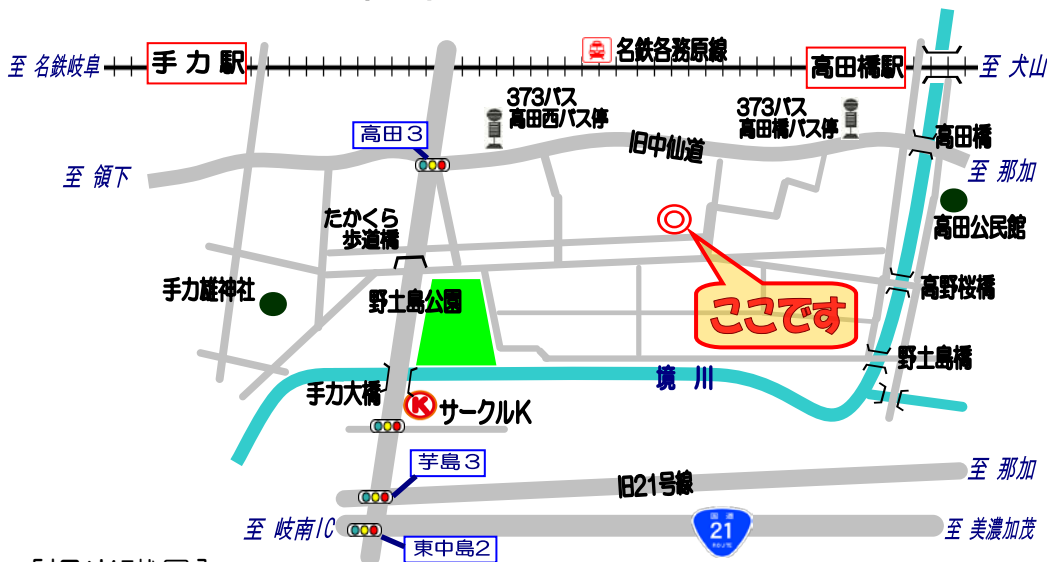 名鉄各務原線
至 名鉄岐阜
手力駅
高田橋駅
至 犬山
373バス
高田西バス停
373バス
高田橋バス停
高田3
旧中仙道
高田橋
至 領下
至 那加
たかくら
歩道橋
高田公民館
手力雄神社
野土島公園
高野桜橋
ここです
野土島橋
手力大橋
境 川
K
サークルK
芋島3
旧21号線
至 那加
至 岐南IC
国道
21
ROUTE
至 美濃加茂
東中島2